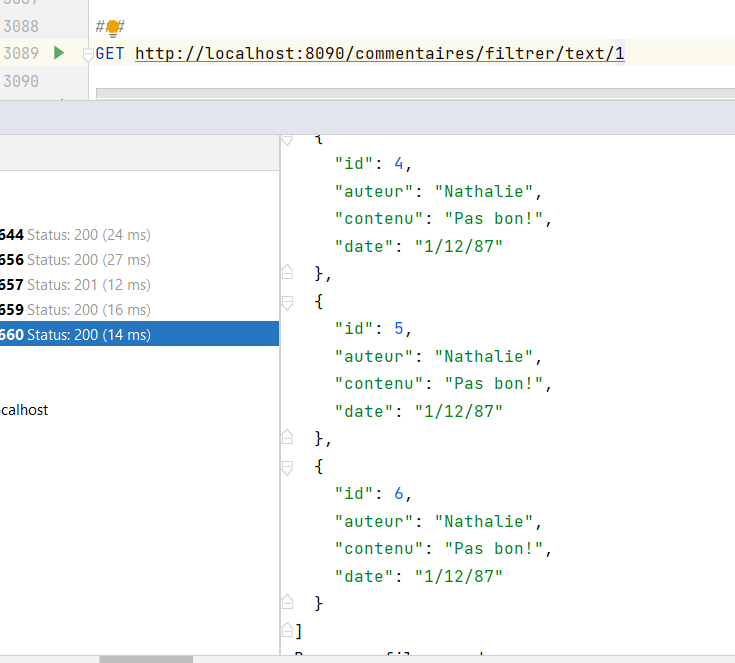 3088
###
3089 GET http://localhost:8090/commentaires/filtrer/text/1
3090
644 Status: 200 (24 ms)
656 Status: 200 (27 ms)
657 Status: 201 (12 ms)
659 Status: 200 (16 ms)
660 Status: 200 (14 ms)
ocalhost
{
"id": 4,
"auteur": "Nathalie",
"contenu": "Pas bon!",
"date": "1/12/87"
},
{
"id": 5,
"auteur": "Nathalie",
"contenu": "Pas bon!",
"date": "1/12/87"
},
{
"id": 6,
"auteur": "Nathalie",
"contenu": "Pas bon!",
"date": "1/12/87"
}
]